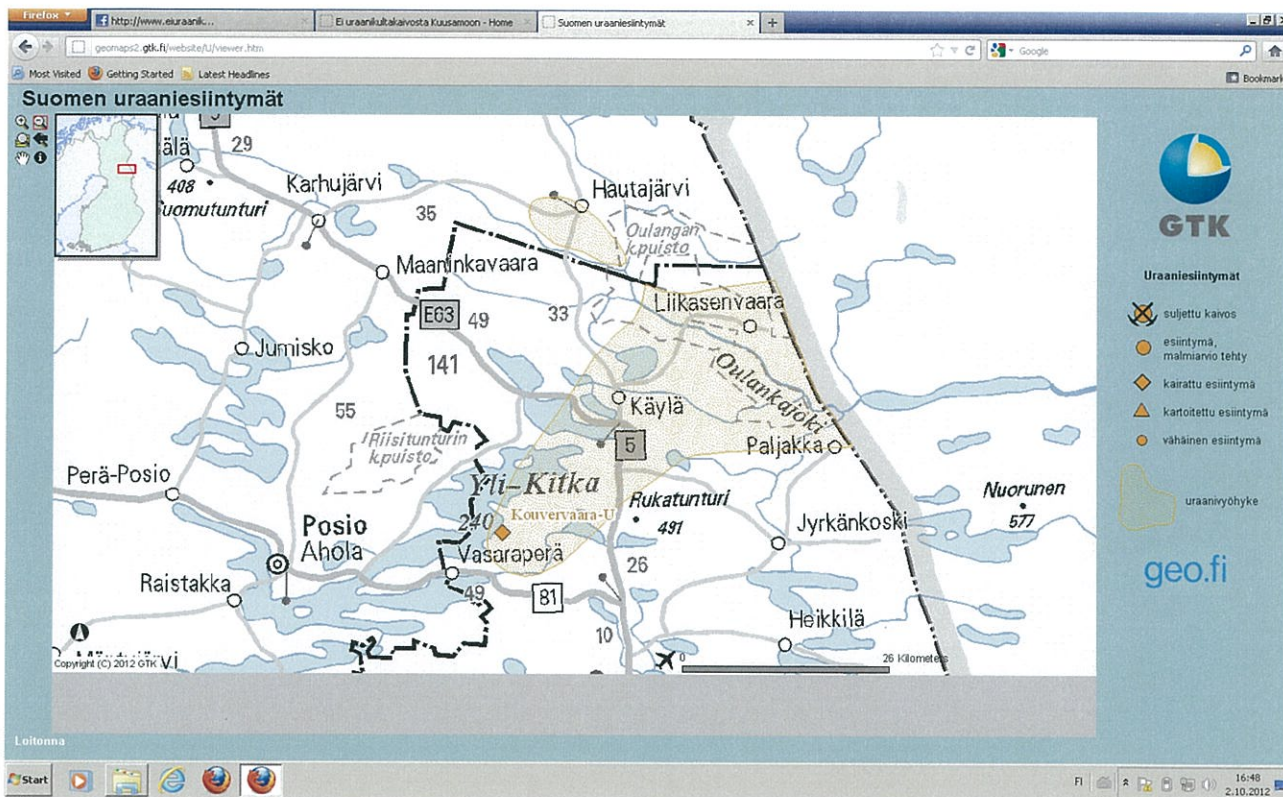 Firefox
http://www.eiuraanik...
Ei uraanikultakaivosta Kuusamoon - Home
Suomen uraaniesiintymät
geomaps2.gtk.fi/website/U/viewer.htm
Google
Most Visited
Getting Started
Latest Headlines
Bookmark
Suomen uraaniesiintymät
29
408
Karhujärvi
35
Hautajärvi
Oulangan
k.puisto
GTK
Maaninkavaara
Uraaniesiintymät
E63
49
33
Liikasenvaara
suljettu kaivos
Jumisko
141
esiintymä,
malmiarvio tehty
Oulankajoki
kairattu esiintymä
55
Käylä
kartoitettu esiintymä
Riisitunturin
k.puisto
5
Paljakka
vähäinen esiintymä
Perä-Posio
Yli-Kitka
Rukatunturi
491
Nuorunen
577
uraanivyöhyke
Kouvervaara-U
240
Jyrkänkoski
Posio
Ahola
Vasaraperä
26
geo.fi
Raistakka
49
81
10
Heikkilä
Copyright (C) 2012 GTK
0
26 Kilometers
Loitonna
Start
FI
16:48
2.10.2012